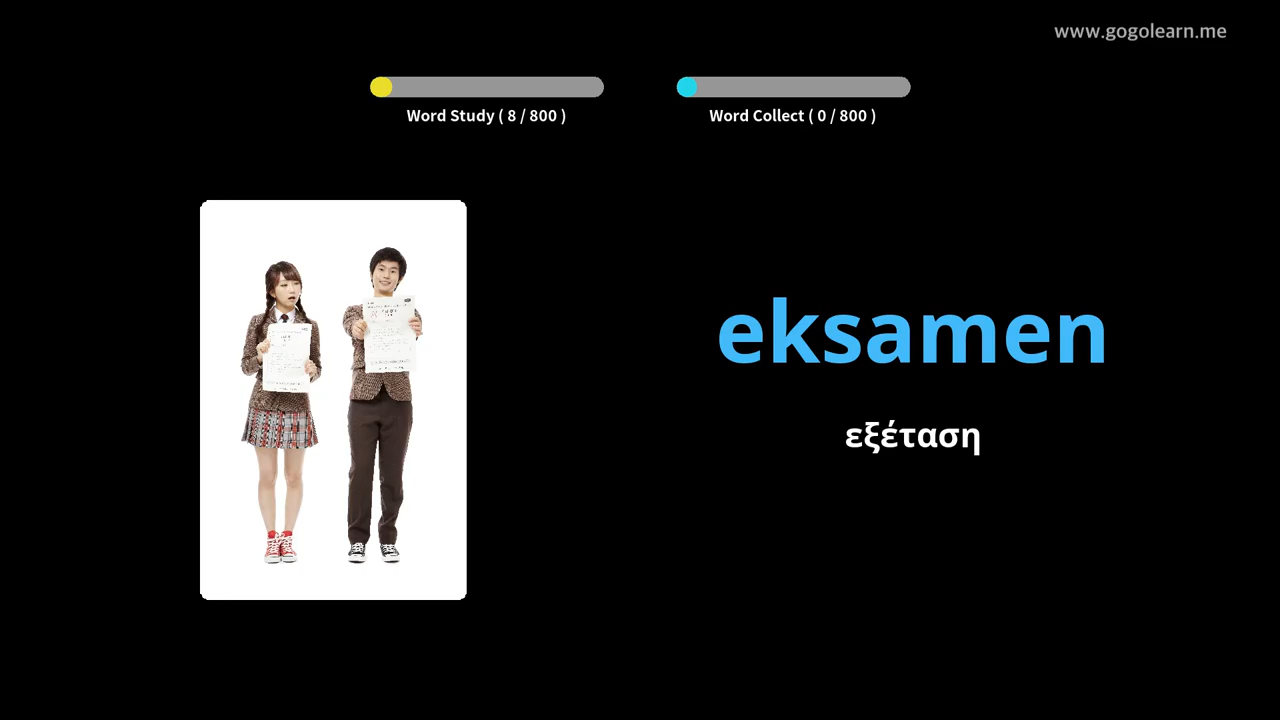 www.gogolearn.me
Word Study ( 8 / 800 )
Word Collect ( 0 / 800 )
eksamen
εξέταση